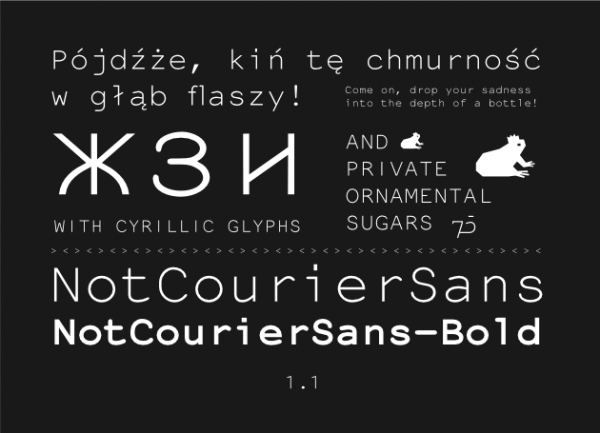 Pójdźże, kiń tę chmurność
w głąb flaszy!
Come on, drop your sadness
into the depth of a bottle!
ЖЗИ
WITH CYRILLIC GLYPHS
AND
PRIVATE
ORNAMENTAL
SUGARS
><><><><><><><><><><><><><><><><
NotCourierSans
NotCourierSans-Bold
1.1